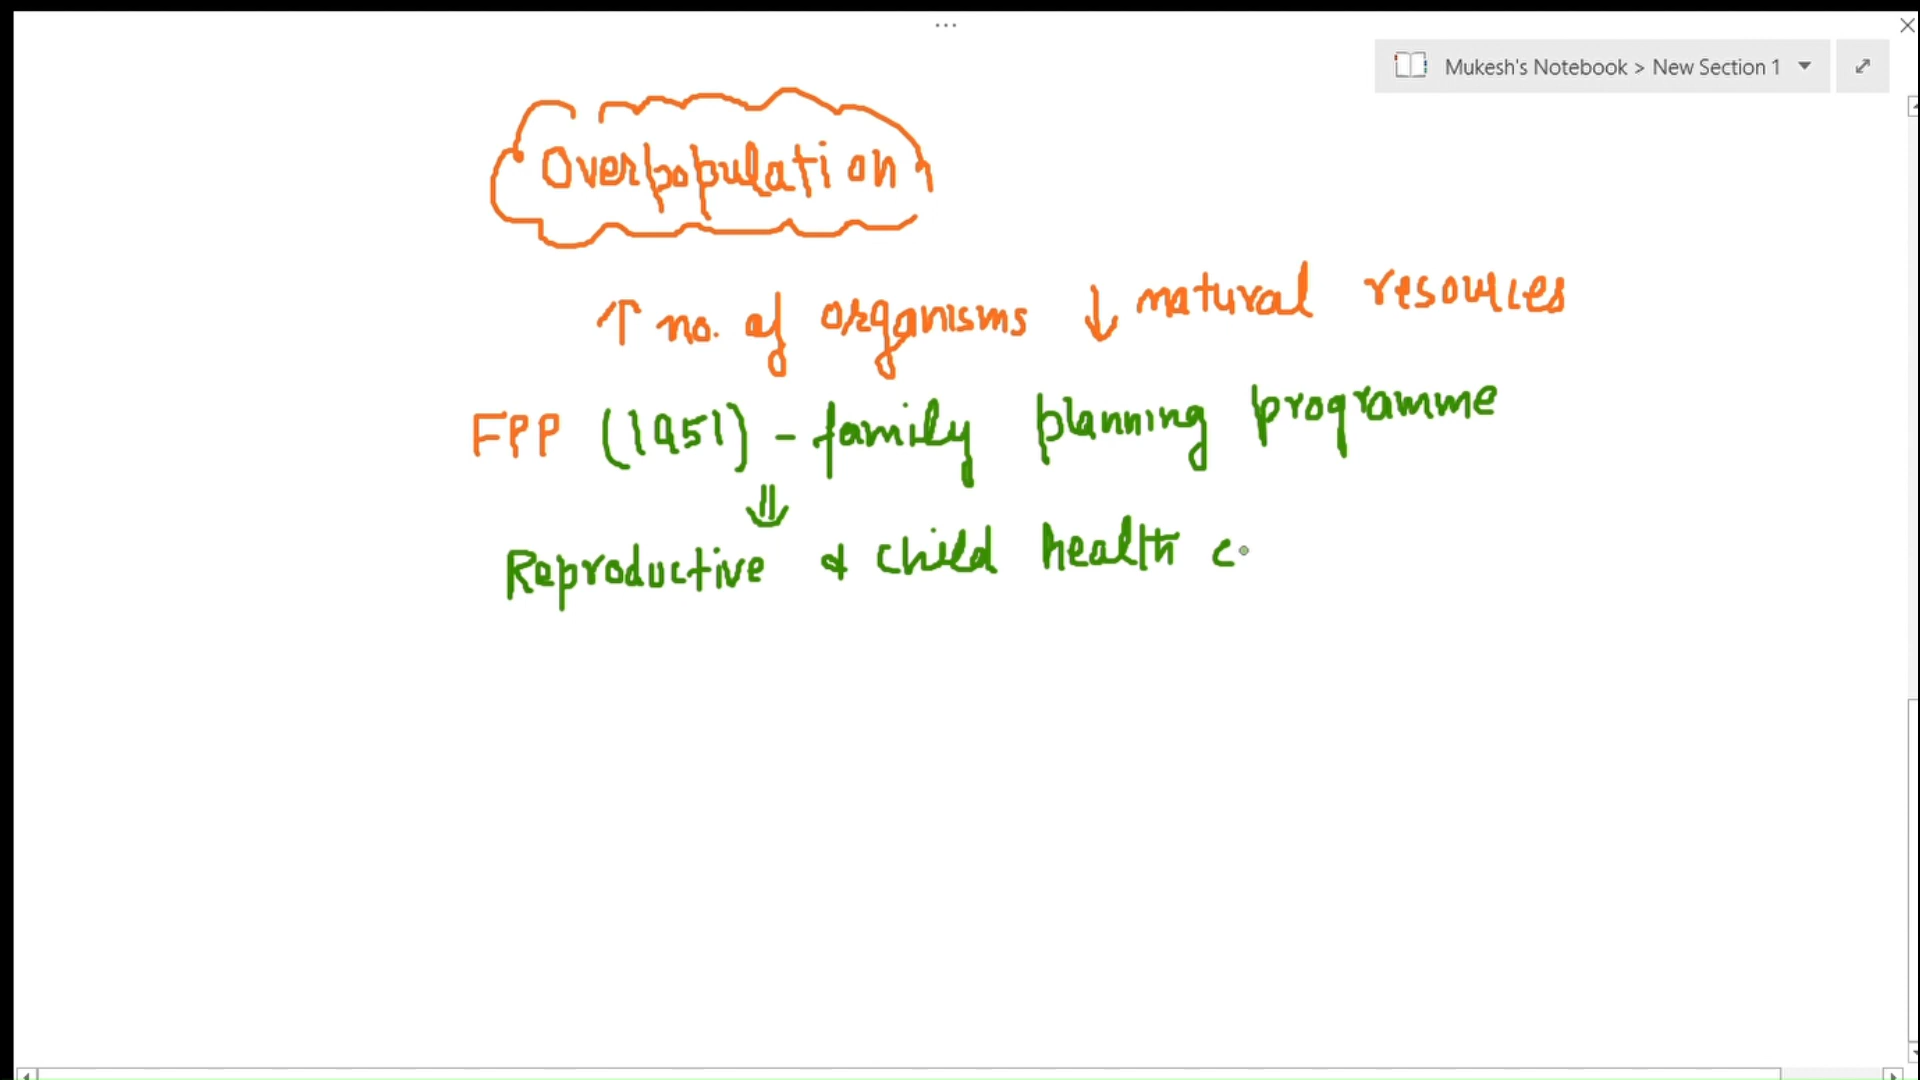 ...
Mukesh's Notebook > New Section 1
Overpopulation
↑ no. of organisms ↓ natural resources
FPP (1951) - family planning programme
⇓
Reproductive & child health c